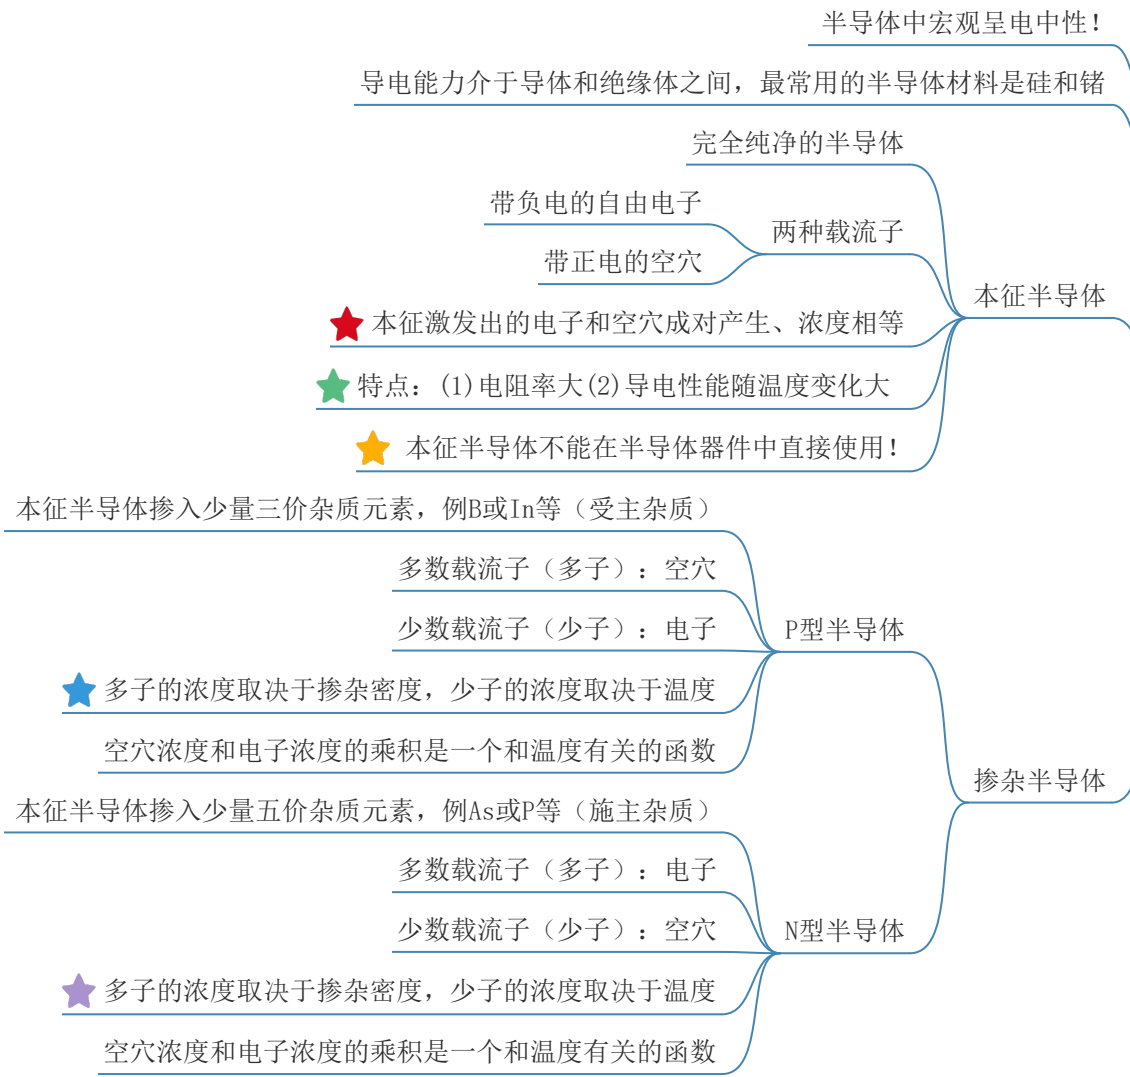 半导体中宏观呈电中性！
导电能力介于导体和绝缘体之间，最常用的半导体材料是硅和锗
完全纯净的半导体
带负电的自由电子
两种载流子
带正电的空穴
本征半导体
本征激发出的电子和空穴成对产生、浓度相等
特点：(1)电阻率大(2)导电性能随温度变化大
本征半导体不能在半导体器件中直接使用！
本征半导体掺入少量三价杂质元素，例B或In等（受主杂质）
多数载流子（多子）：空穴
少数载流子（少子）：电子
P型半导体
多子的浓度取决于掺杂密度，少子的浓度取决于温度
空穴浓度和电子浓度的乘积是一个和温度有关的函数
掺杂半导体
本征半导体掺入少量五价杂质元素，例As或P等（施主杂质）
多数载流子（多子）：电子
少数载流子（少子）：空穴
N型半导体
多子的浓度取决于掺杂密度，少子的浓度取决于温度
空穴浓度和电子浓度的乘积是一个和温度有关的函数